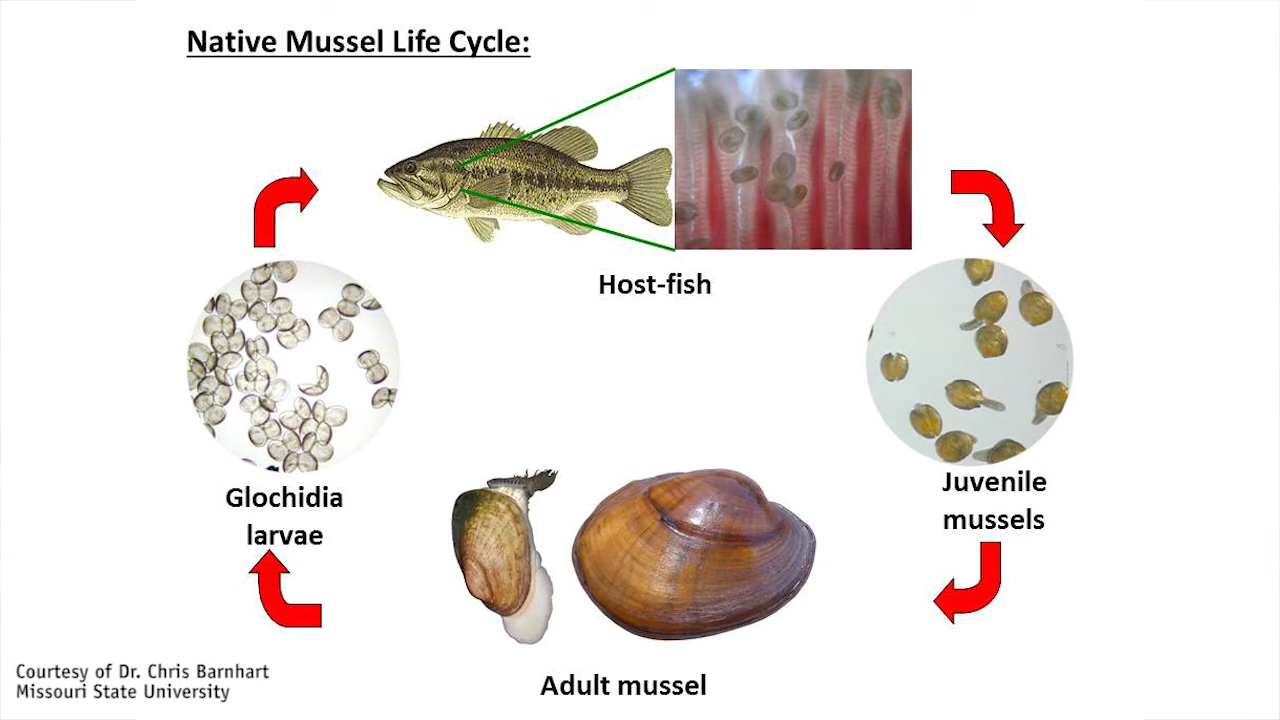 Native Mussel Life Cycle:
Host-fish
Glochidia
larvae
Juvenile
mussels
Adult mussel
Courtesy of Dr. Chris Barnhart
Missouri State University